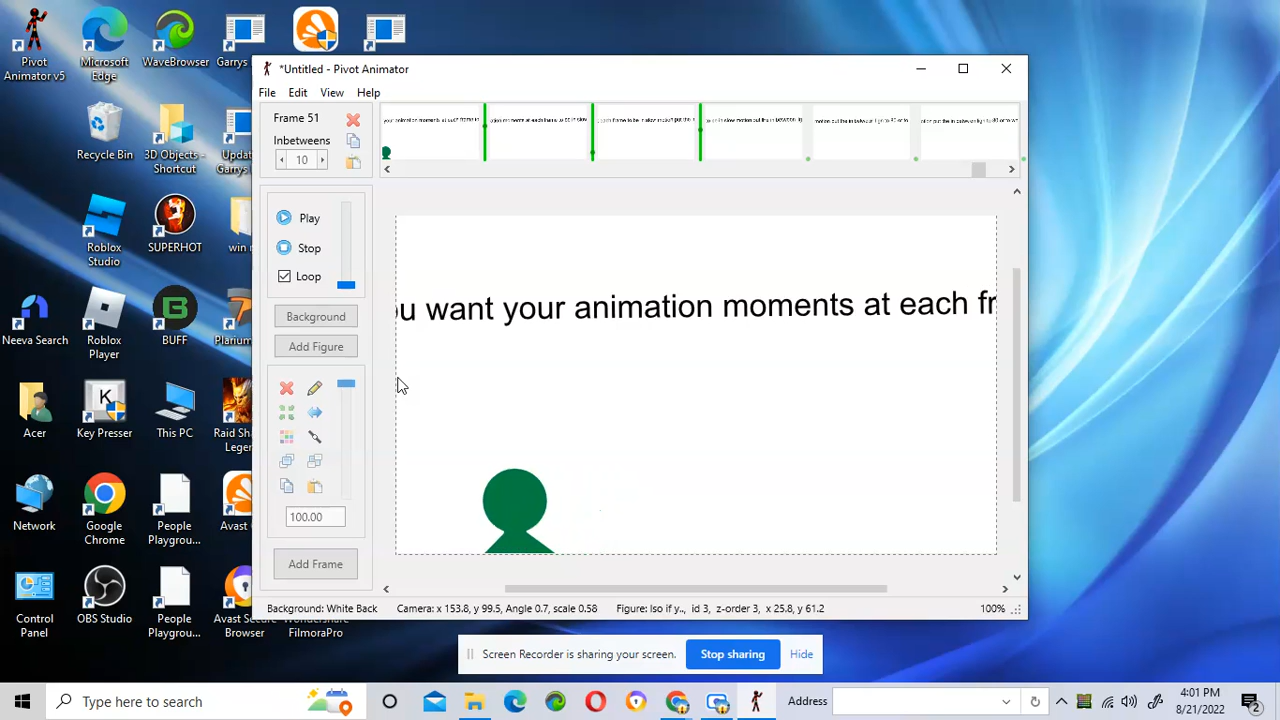 Pivot
Animator v5
Microsoft
Edge
WaveBrowser
Garrys
Recycle Bin
3D Objects -
Shortcut
Updat
Garrys
Roblox
Studio
SUPERHOT
win r
Neeva Search
Roblox
Player
BUFF
Plarium
Acer
Key Presser
This PC
Raid Sha
Leger
Network
Google
Chrome
People
Playgrou...
Avast
Control
Panel
OBS Studio
People
Playgrou...
Avast Secure
Browser
Wondershare
FilmoraPro
*Untitled - Pivot Animator
File Edit View Help
Frame 51
Inbetweens
10
Play
Stop
Loop
Background
Add Figure
100.00
Add Frame
ou want your animation moments at each fr
Background: White Back Camera: x 153.8, y 99.5, Angle 0.7, scale 0.58 Figure: lso if y.., id 3, z-order 3, x 25.8, y 61.2 100%
Screen Recorder is sharing your screen. Stop sharing Hide
Type here to search
Address
4:01 PM
8/21/2022
2